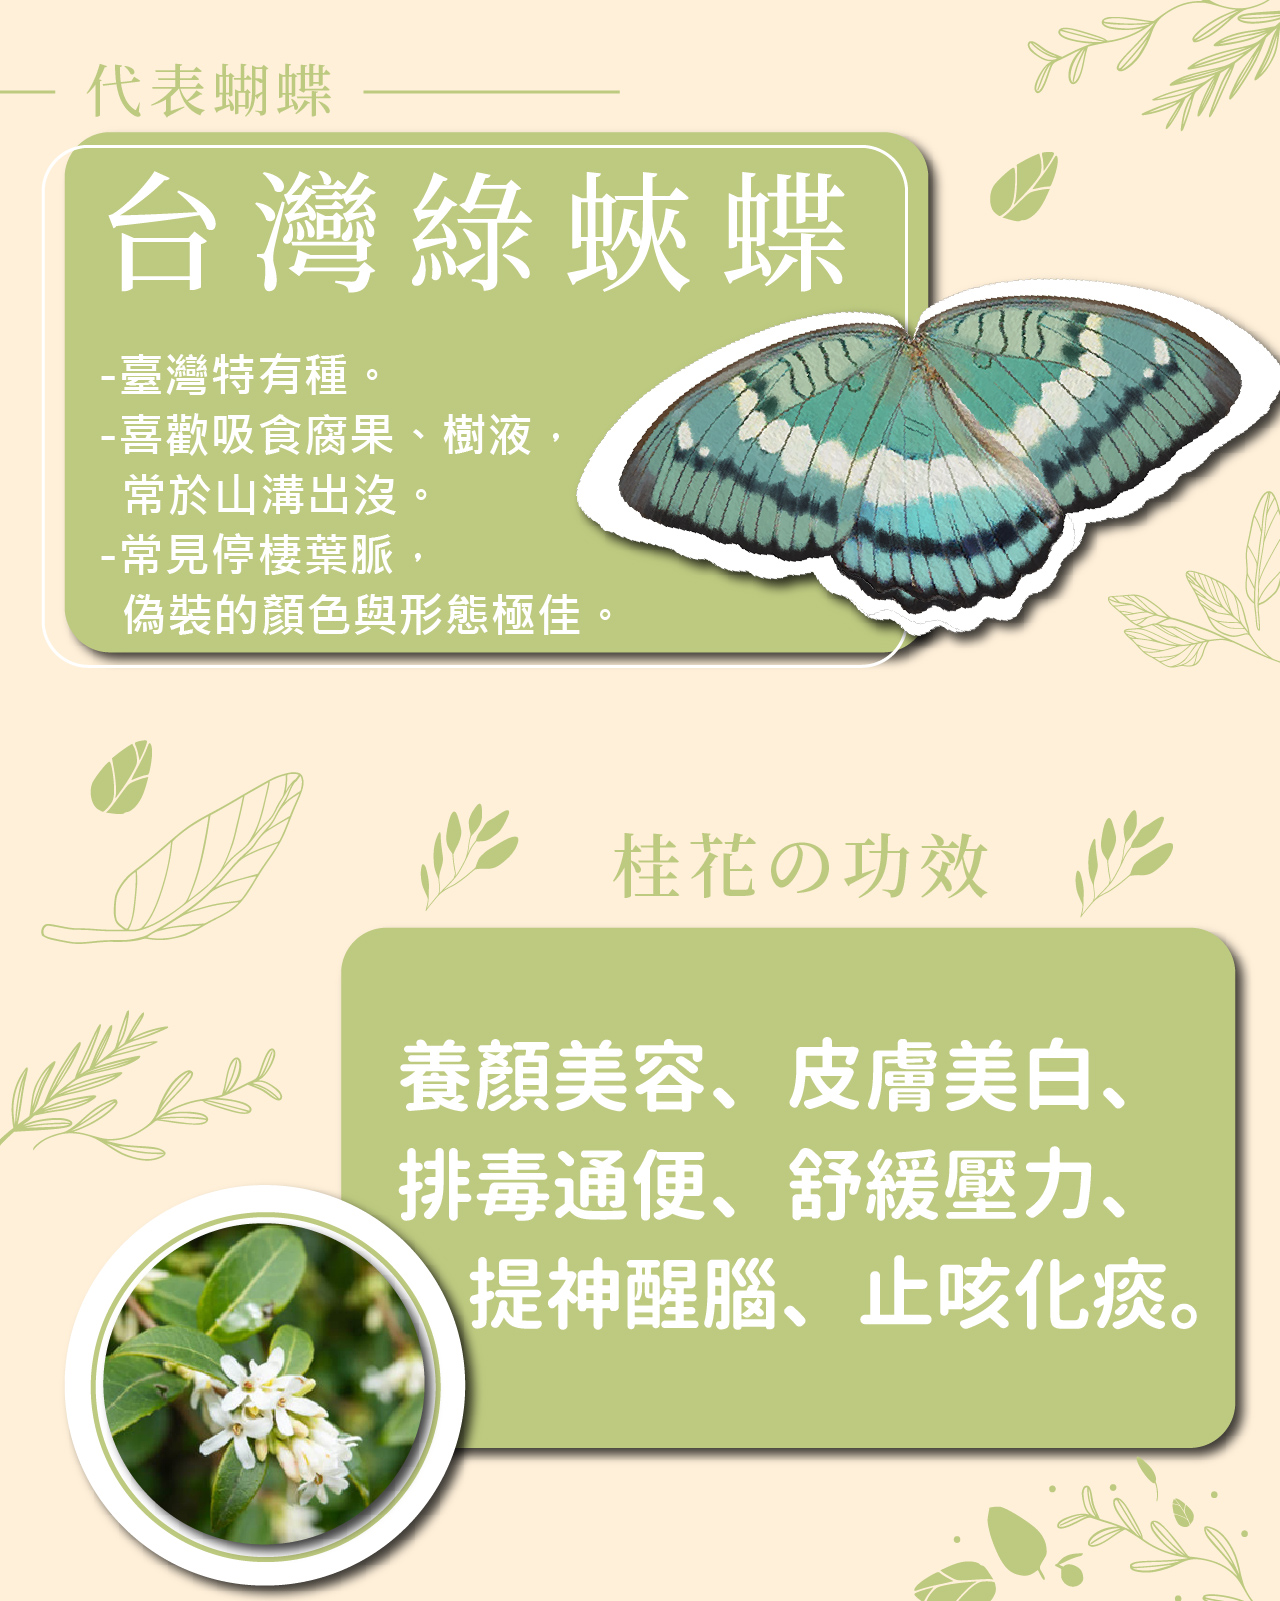 代表蝴蝶
台灣綠蛺蝶
-臺灣特有種。
-喜歡吸食腐果、樹液，
常於山溝出沒。
-常見停棲葉脈，
偽裝的顏色與形態極佳。
桂花の功效
養顏美容、皮膚美白、
排毒通便、舒緩壓力、
提神醒腦、止咳化痰。